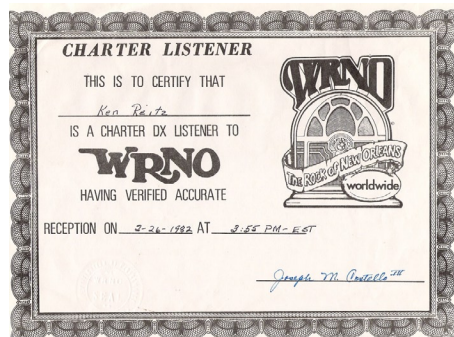 CHARTER LISTENER
THIS IS TO CERTIFY THAT
Ken Reitz
IS A CHARTER DX LISTENER TO
WRNO
HAVING VERIFIED ACCURATE
RECEPTION ON 2-26-1982 AT 3:55 PM-EST
Joseph M. Costello III
WRNO
The ROCK OF NEW ORLEANS
worldwide